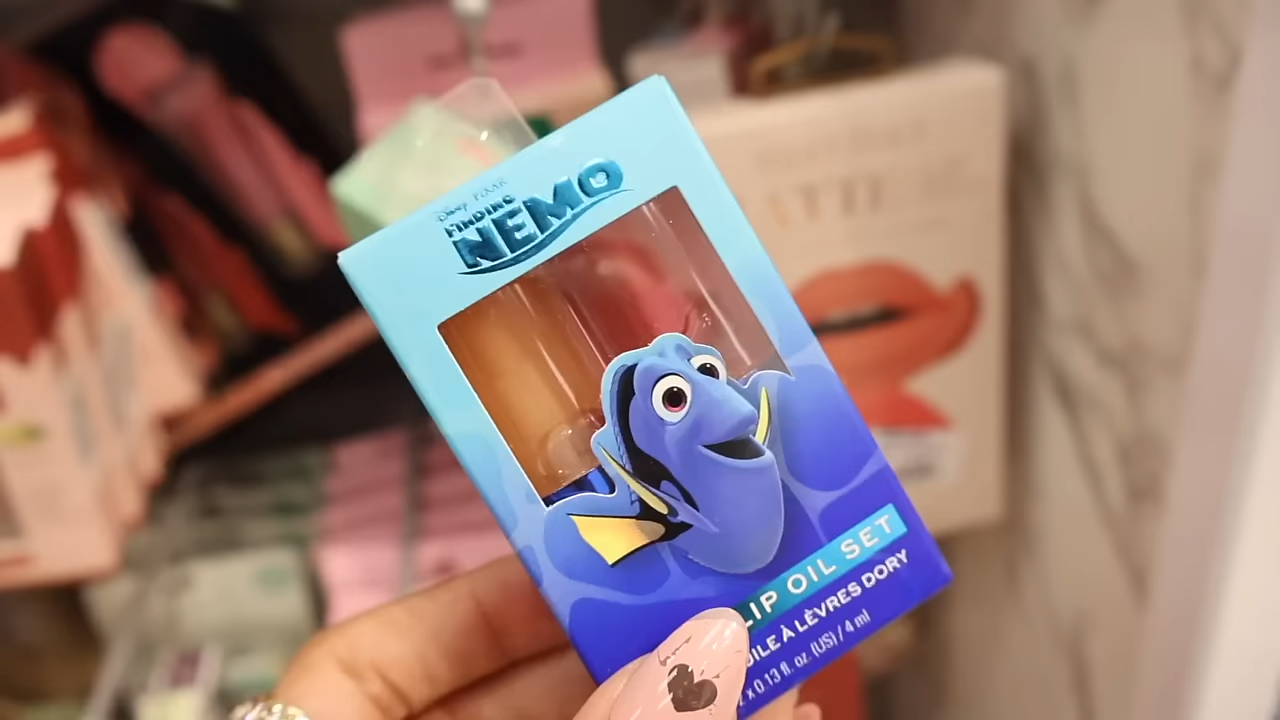 Disney PIXAR
FINDING
NEMO
LIP OIL SET
HUILE À LÈVRES DORY
x 0.13 fl. oz. (US) / 4 ml